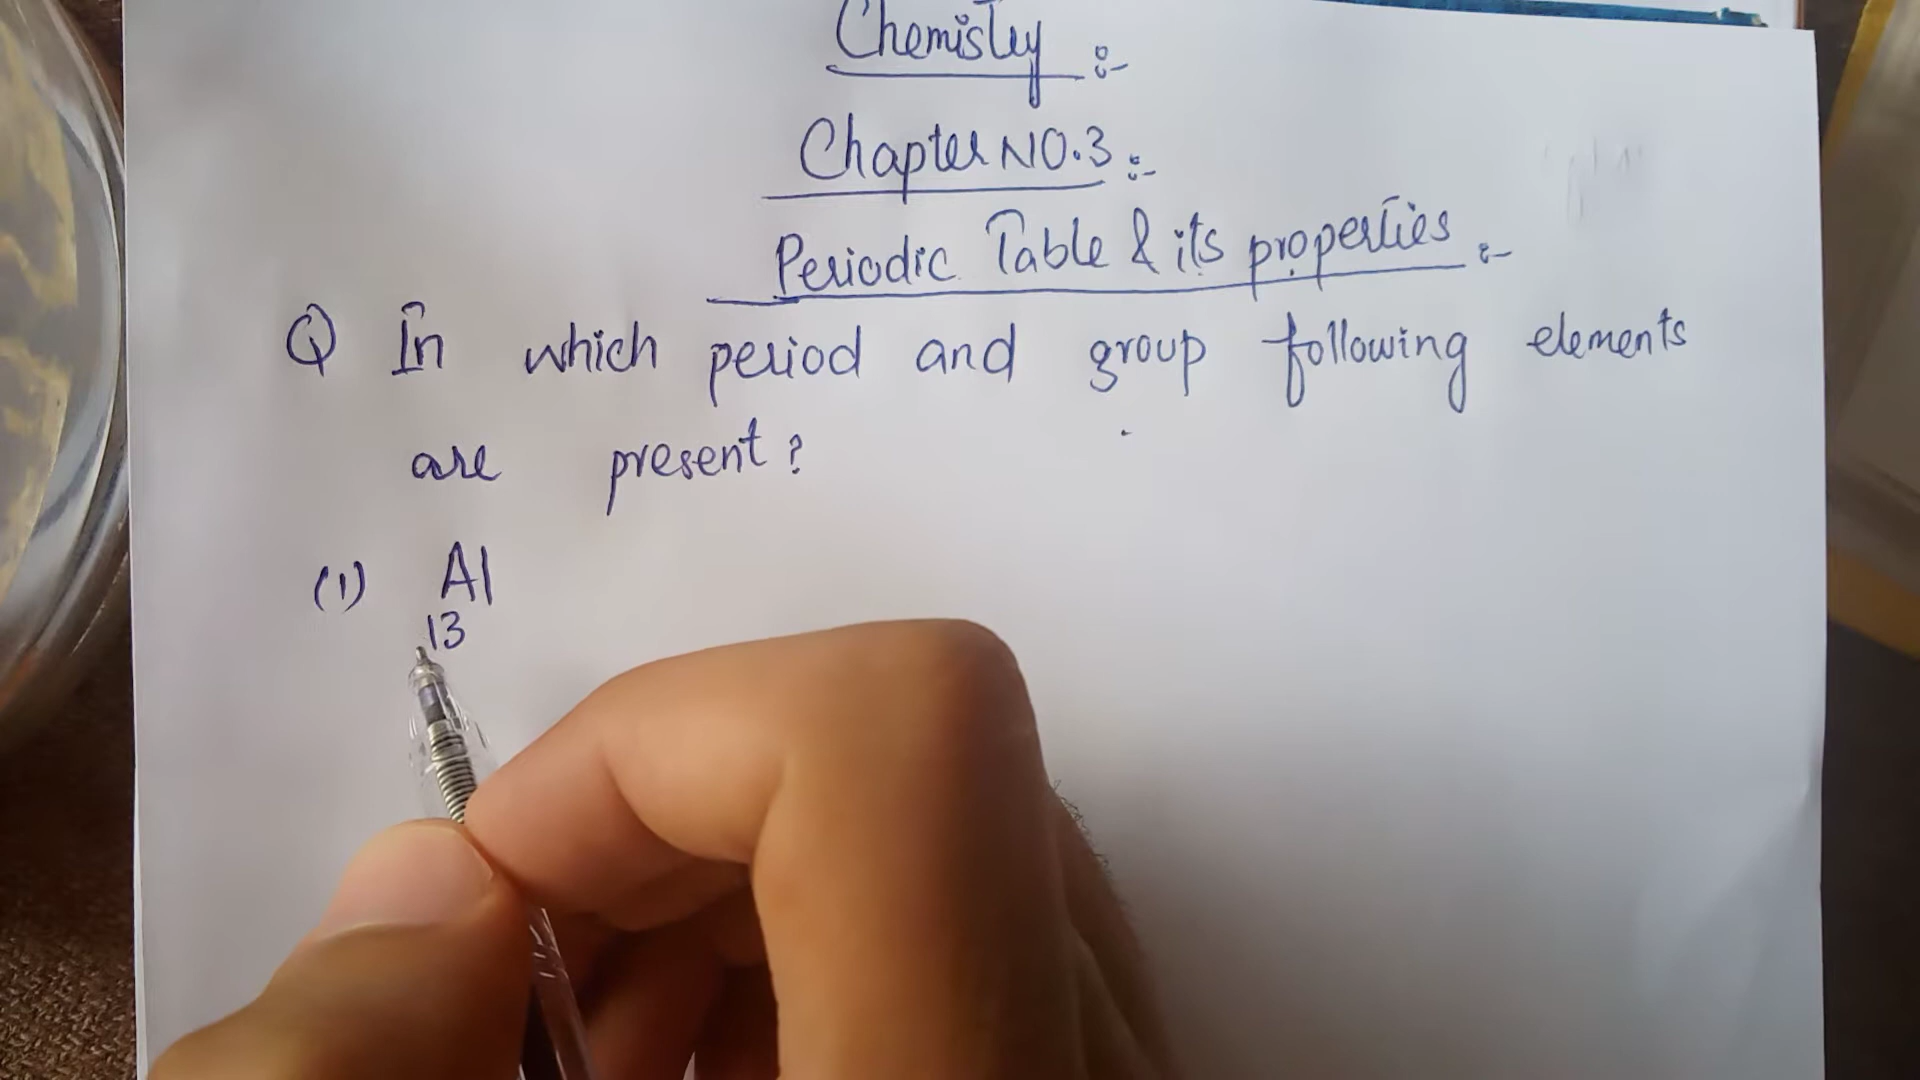 Chemistry :-
Chapter NO.3 :-
Periodic Table & its properties :-
Q In which period and group following elements
are present?
(1) Al
13